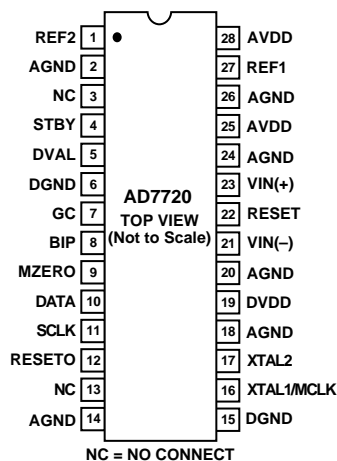 REF2 1
AGND 2
NC 3
STBY 4
DVAL 5
DGND 6
GC 7
BIP 8
MZERO 9
DATA 10
SCLK 11
RESETO 12
NC 13
AGND 14
AD7720
TOP VIEW
(Not to Scale)
28 AVDD
27 REF1
26 AGND
25 AVDD
24 AGND
23 VIN(+)
22 RESET
21 VIN(–)
20 AGND
19 DVDD
18 AGND
17 XTAL2
16 XTAL1/MCLK
15 DGND
NC = NO CONNECT